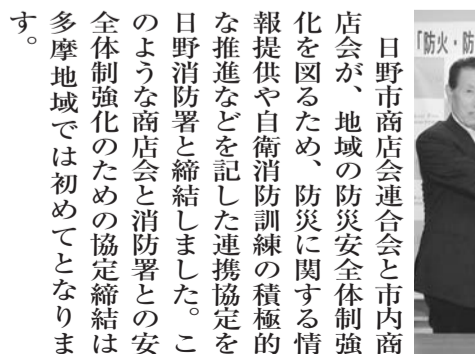 日野市商店会連合会と市内商
店会が、地域の防災安全体制強
化を図るため、防災に関する情
報提供や自衛消防訓練の積極的
な推進などを記した連携協定を
日野消防署と締結しました。こ
のような商店会と消防署との安
全体制強化のための協定締結は
多摩地域では初めてとなりま
す。
「防火・防